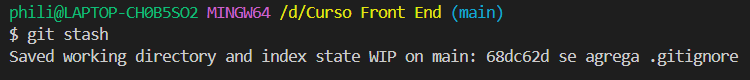 phili@LAPTOP-CH0B5SO2 MINGW64 /d/Curso Front End (main)
$ git stash
Saved working directory and index state WIP on main: 68dc62d se agrega .gitignore